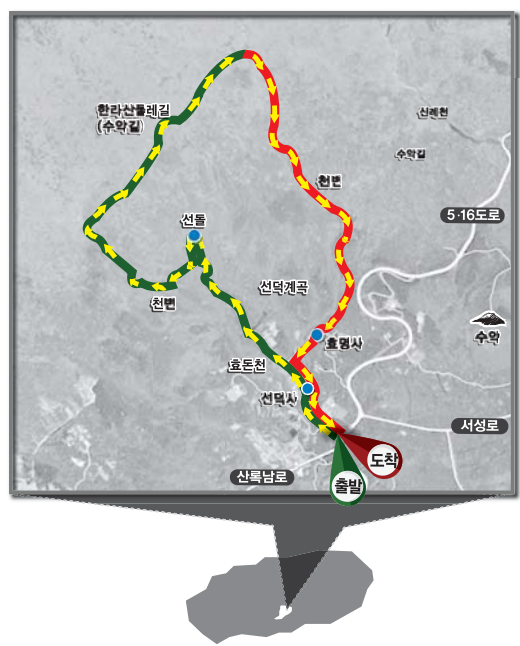 한라산둘레길
(수악길)
신례천
수악길
천변
선돌
5·16도로
선덕계곡
천변
수악
효명사
효돈천
선덕사
서성로
도착
산록남로
출발